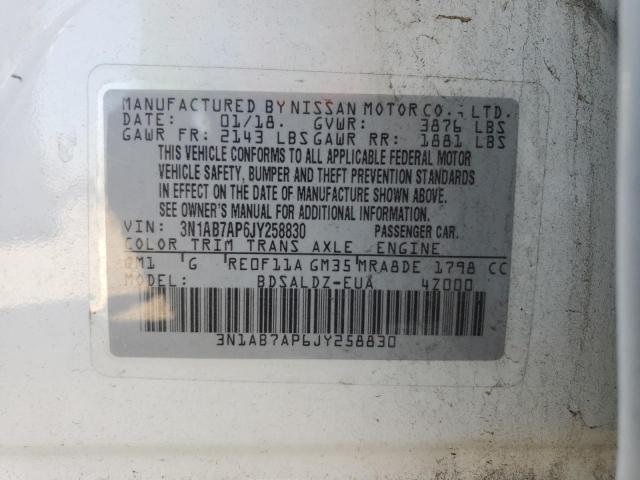 MANUFACTURED BY NISSAN MOTOR CO., LTD.
DATE: 01/18. GVWR: 3876 LBS
GAWR FR: 2143 LBS GAWR RR: 1881 LBS
THIS VEHICLE CONFORMS TO ALL APPLICABLE FEDERAL MOTOR
VEHICLE SAFETY, BUMPER AND THEFT PREVENTION STANDARDS
IN EFFECT ON THE DATE OF MANUFACTURE SHOWN ABOVE.
SEE OWNER'S MANUAL FOR ADDITIONAL INFORMATION.
VIN: 3N1AB7AP6JY258830 PASSENGER CAR.
COLOR TRIM TRANS AXLE ENGINE
QM1 G RE0F11A GM35 MRA8DE 1798 CC
MODEL: BDSALDZ-EUA 47000
3N1AB7AP6JY258830